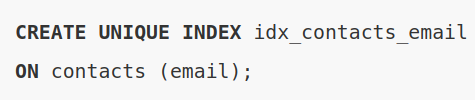 CREATE UNIQUE INDEX idx_contacts_email
ON contacts (email);